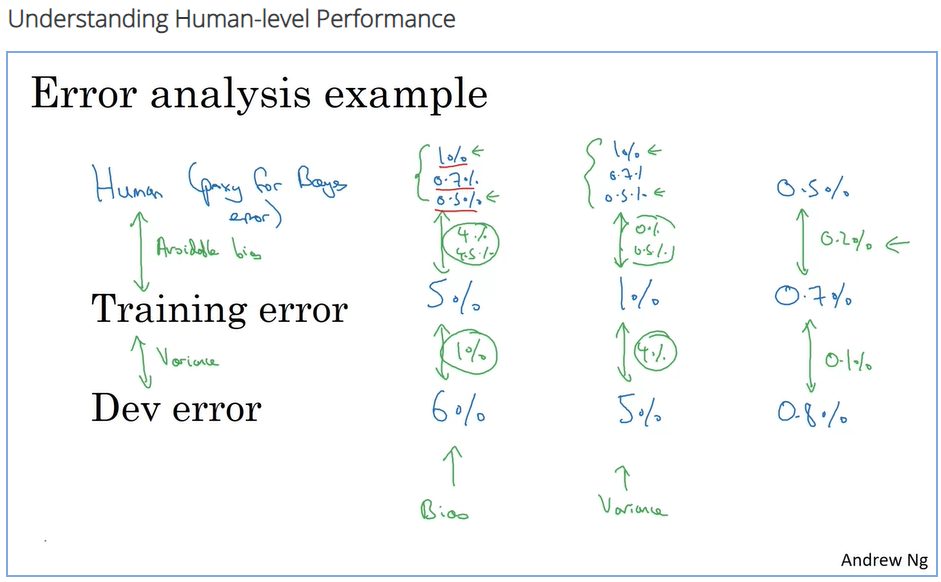 Understanding Human-level Performance
Error analysis example
Human (proxy for Bayes
error)
1% ←
0.7%
0.5% ←
1% ←
0.7%
0.5% ←
0.5%
Avoidable bias
4%
4.5%
0%
0.5%
0.2% ←
Training error
5%
1%
0.7%
Variance
1%
4%
0.1%
Dev error
6%
5%
0.8%
Bias
Variance
Andrew Ng